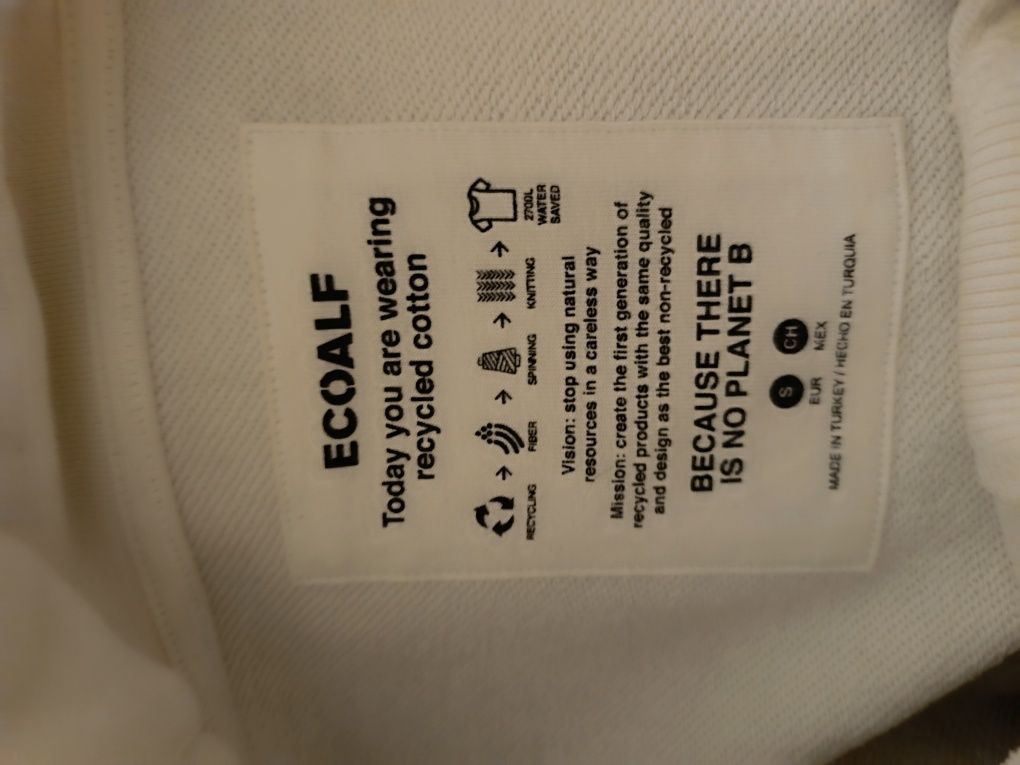 ECOALF
Today you are wearing
recycled cotton
RECYCLING FIBER SPINNING KNITTING 2700L
WATER
SAVED
Vision: stop using natural
resources in a careless way
Mission: create the first generation of
recycled products with the same quality
and design as the best non-recycled
BECAUSE THERE
IS NO PLANET B
S CH
EUR MEX
MADE IN TURKEY / HECHO EN TURQUIA